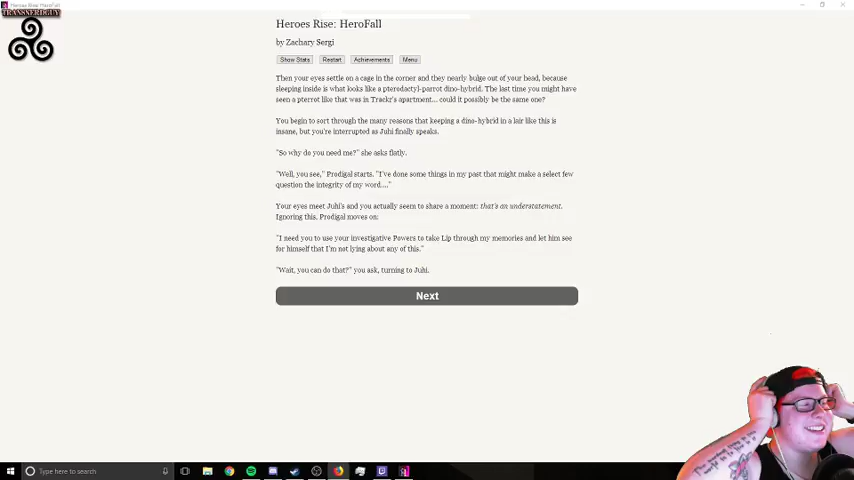 Heroes Rise: HeroFall
TRANSNERDGUY
Heroes Rise: HeroFall
by Zachary Sergi
Show Stats Restart Achievements Menu
Then your eyes settle on a cage in the corner and they nearly bulge out of your head, because
sleeping inside is what looks like a pterodactyl-parrot dino-hybrid. The last time you might have
seen a pterrot like that was in Trackr's apartment... could it possibly be the same one?
You begin to sort through the many reasons that keeping a dino-hybrid in a lair like this is
insane, but you're interrupted as Juhi finally speaks.
"So why do you need me?" she asks flatly.
"Well, you see," Prodigal starts. "I've done some things in my past that might make a select few
question the integrity of my word...."
Your eyes meet Juhi's and you actually seem to share a moment: that's an understatement.
Ignoring this, Prodigal moves on:
"I need you to use your investigative Powers to take Lip through my memories and let him see
for himself that I'm not lying about any of this."
"Wait, you can do that?" you ask, turning to Juhi.
Next
Type here to search